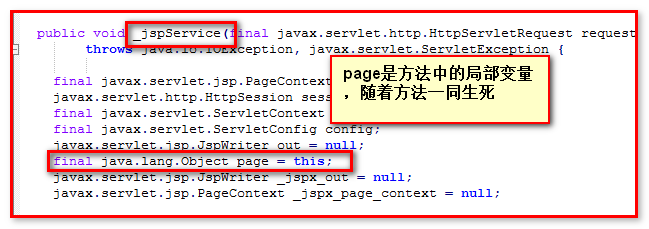 public void _jspService(final javax.servlet.http.HttpServletRequest request
throws java.io.IOException, javax.servlet.ServletException {
final javax.servlet.jsp.PageContext
javax.servlet.http.HttpSession ses
final javax.servlet.ServletContext
final javax.servlet.ServletConfig config;
javax.servlet.jsp.JspWriter out = null;
final java.lang.Object page = this;
javax.servlet.jsp.JspWriter _jspx_out = null;
javax.servlet.jsp.PageContext _jspx_page_context = null;
page是方法中的局部变量
，随着方法一同生死